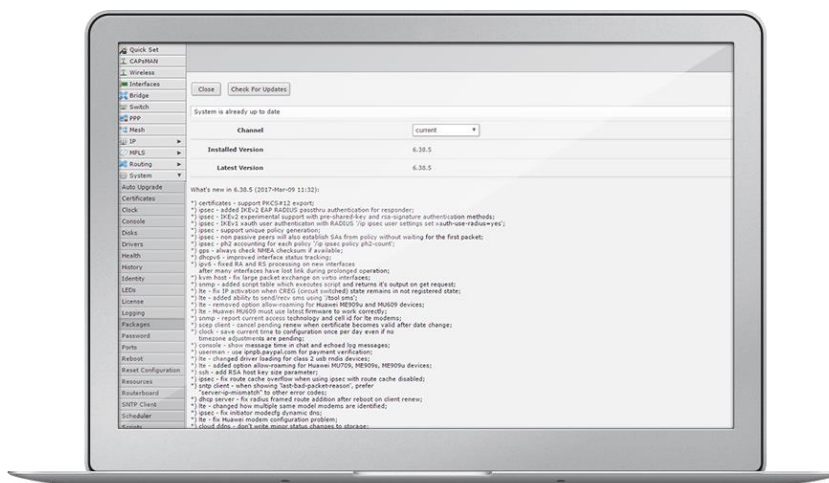 Quick Set
CAPsMAN
Wireless
Interfaces
Bridge
Switch
PPP
Mesh
IP
MPLS
Routing
System
Auto Upgrade
Certificates
Clock
Console
Disks
Drivers
Health
History
Identity
LEDs
License
Logging
Packages
Password
Ports
Reboot
Reset Configuration
Resources
Routerboard
SNTP Client
Scheduler
Scripts
Close Check For Updates
System is already up to date
Channel current
Installed Version 6.38.5
Latest Version 6.38.5
What's new in 6.38.5 (2017-Mar-09 11:32):
*) certificates - support PKCS#12 export;
*) ipsec - added IKEv2 EAP RADIUS passthru authentication for responder;
*) ipsec - IKEv2 experimental support with pre-shared-key and rsa-signature authentication methods;
*) ipsec - IKEv1 xauth user authentication with RADIUS '/ip ipsec user settings set xauth-use-radius=yes';
*) ipsec - support unique policy generation;
*) ipsec - non passive peers will also establish SAs from policy without waiting for the first packet;
*) ipsec - ph2 accounting for each policy '/ip ipsec policy ph2-count';
*) gps - always check NMEA checksum if available;
*) dhcpv6 - improved interface status tracking;
*) ipv6 - fixed RA and RS processing on new interfaces
after many interfaces have lost link during prolonged operation;
*) kvm host - fix large packet exchange on virtio interfaces;
*) snmp - added script table which executes script and returns it's output on get request;
*) lte - fix IP activation when CREG (circuit switched) state remains in not registered state;
*) lte - added ability to send/recv sms using '/tool sms';
*) lte - removed option allow-roaming for Huawei ME909u and MU609 devices;
*) lte - Huawei MU609 must use latest firmware to work correctly;
*) snmp - report current access technology and cell id for lte modems;
*) scep client - cancel pending renew when certificate becomes valid after date change;
*) clock - save current time to configuration once per day even if no
timezone adjustments are pending;
*) console - show message time in chat and echoed log messages;
*) userman - use ipnpb.paypal.com for payment verification;
*) lte - changed driver loading for class 2 usb rndis devices;
*) lte - added option allow-roaming for Huawei MU709, ME909s, ME909u devices;
*) ssh - add RSA host key size parameter;
*) ipsec - fix route cache overflow when using ipsec with route cache disabled;
*) sntp client - when showing 'last-bad-packet-reason', prefer
"server-ip-mismatch" to other error codes;
*) dhcp server - fix radius framed route addition after reboot on client renew;
*) lte - changed how multiple same model modems are identified;
*) ipsec - fix initiator modecfg dynamic dns;
*) lte - fix Huawei modem configuration problem;
*) cloud ddns - don't write minor status changes to storage;